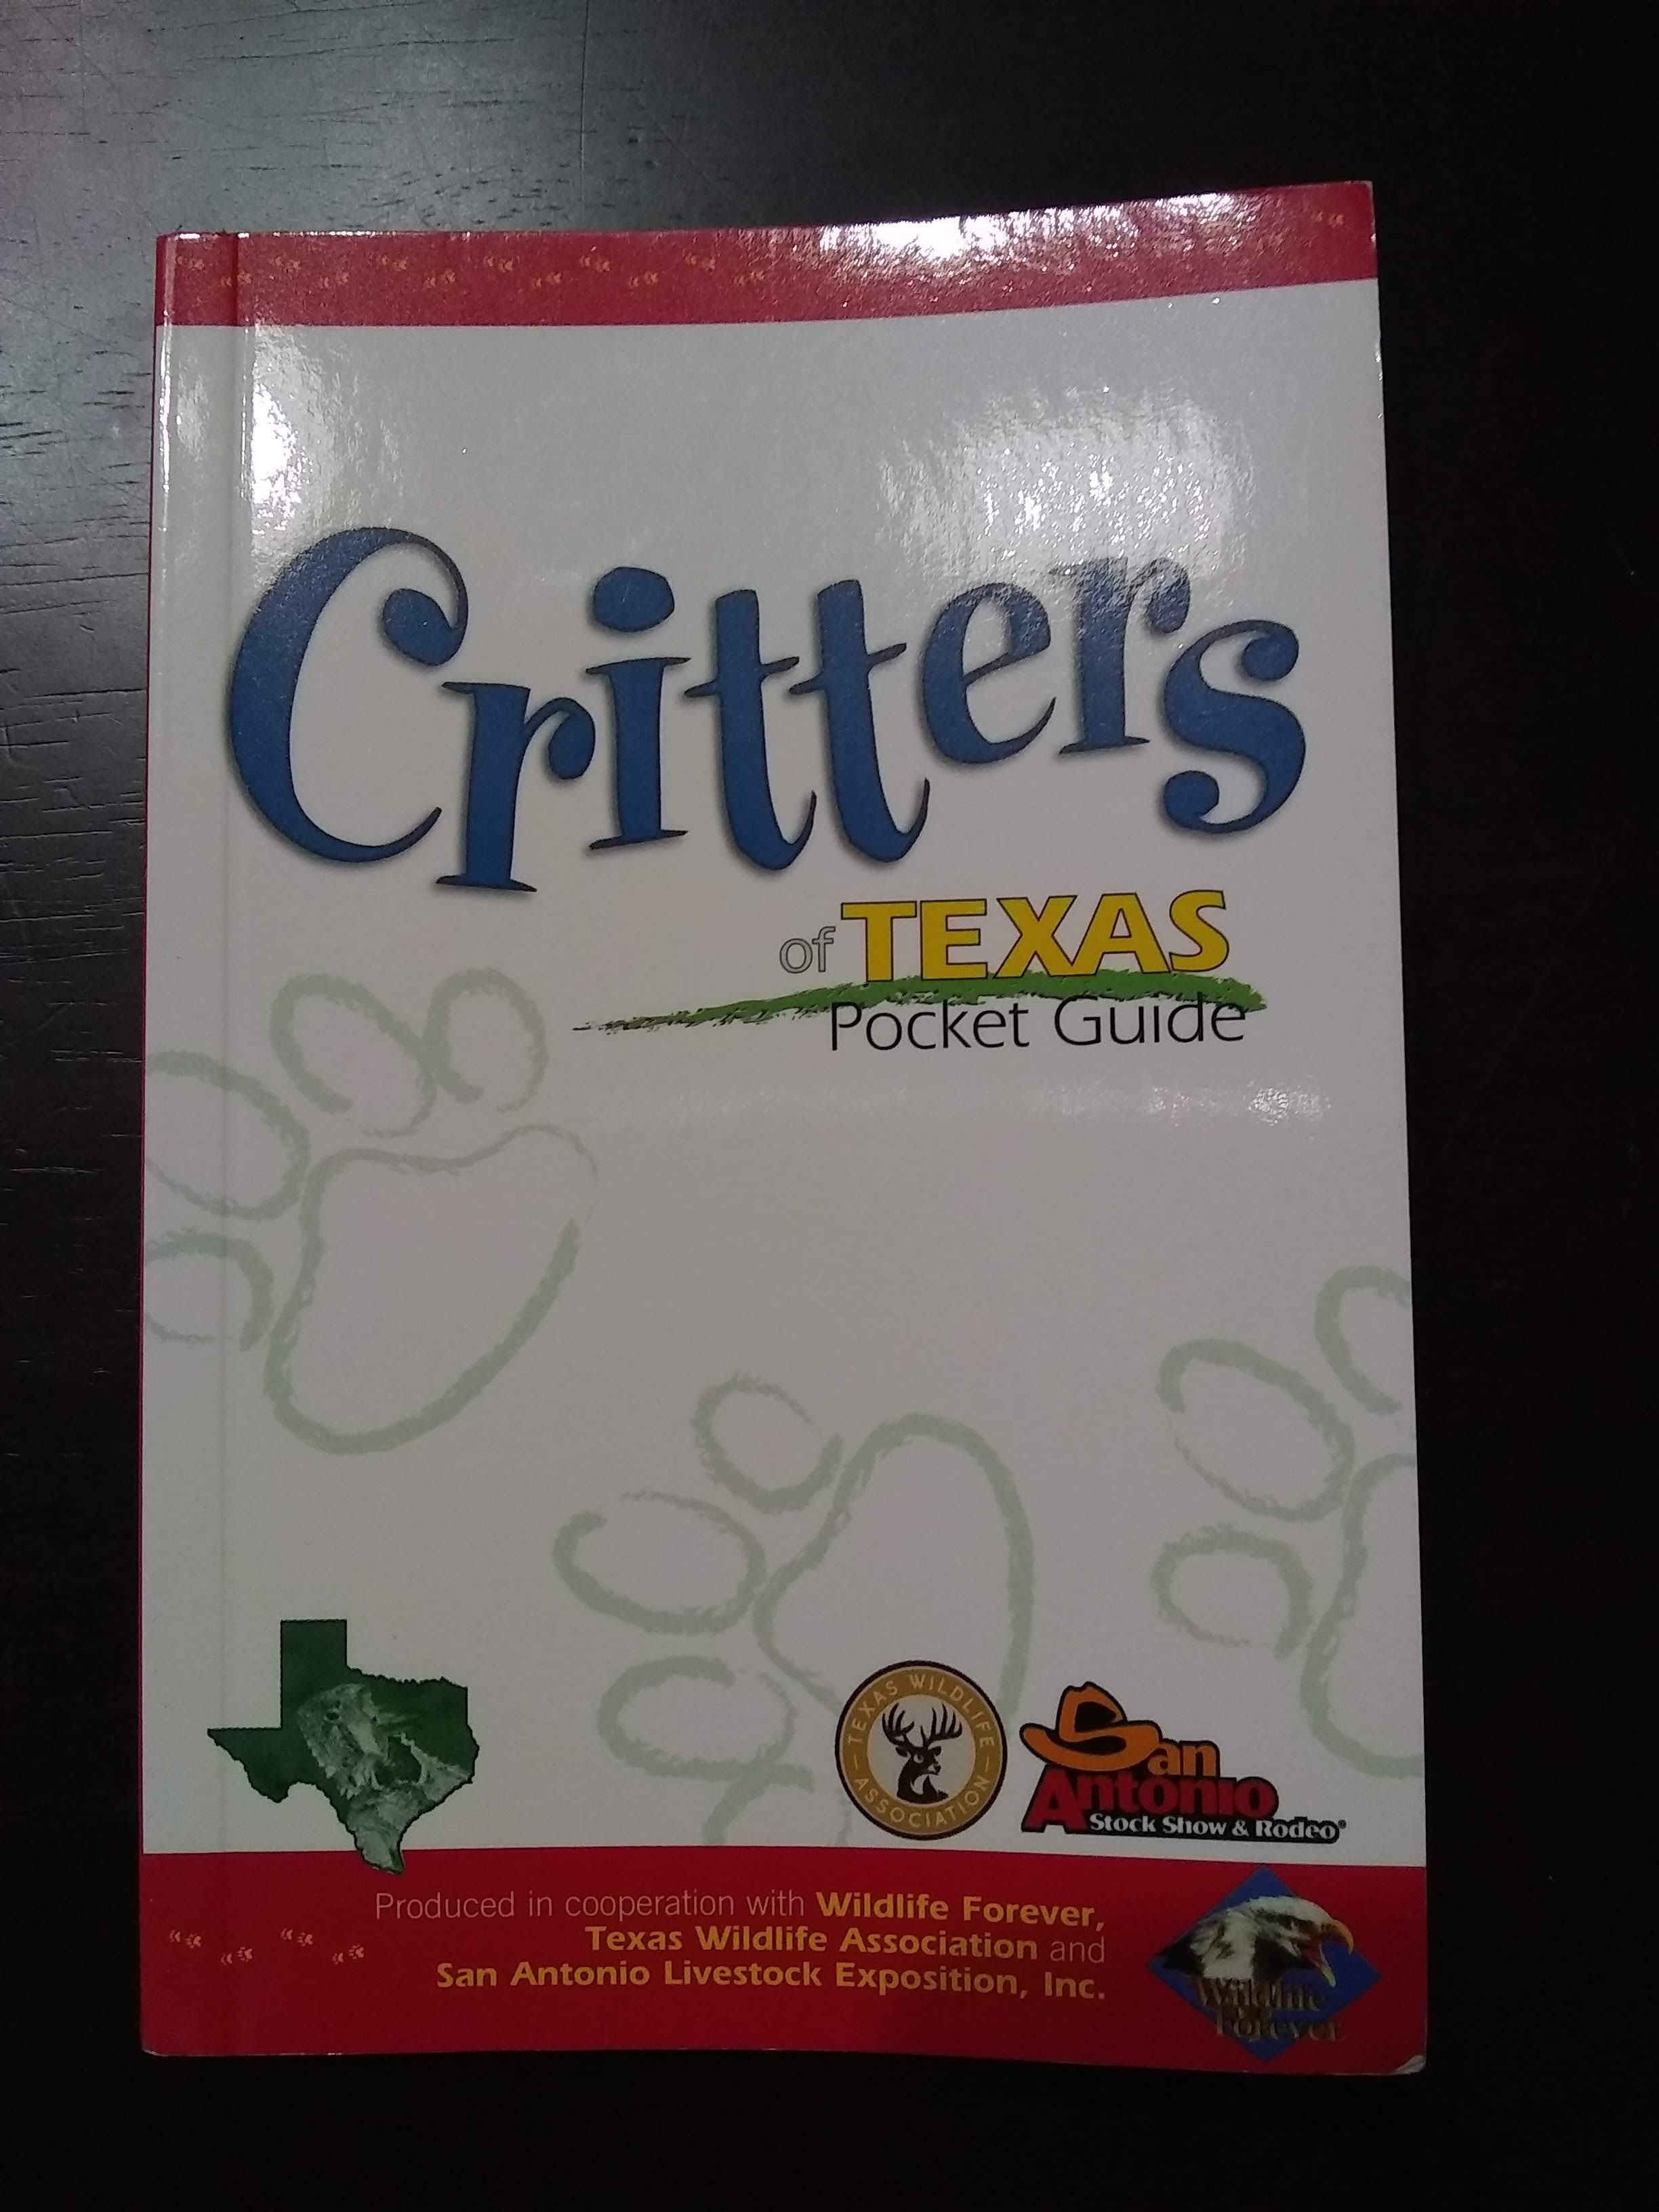 Critters
of TEXAS
Pocket Guide
TEXAS WILDLIFE
ASSOCIATION
San
Antonio
Stock Show & Rodeo®
Produced in cooperation with Wildlife Forever,
Texas Wildlife Association and
San Antonio Livestock Exposition, Inc.
Wildlife
Forever